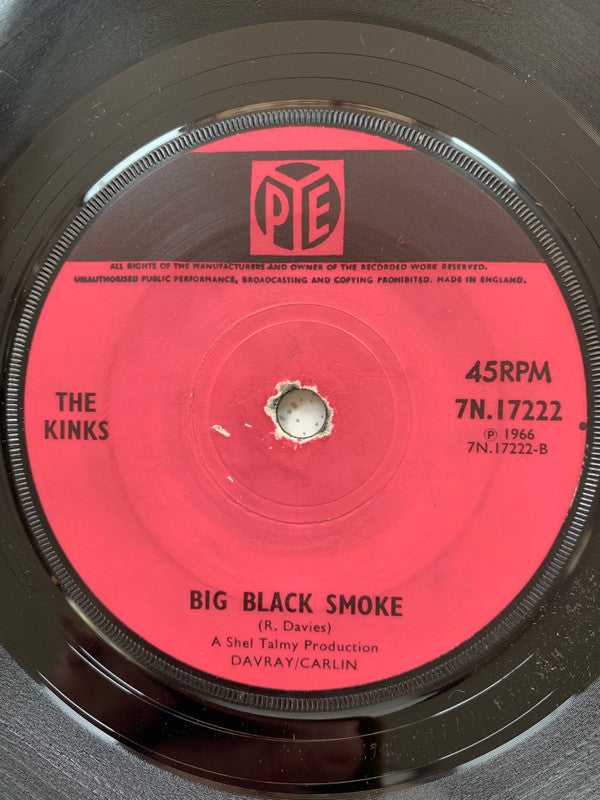 PYE
ALL RIGHTS OF THE MANUFACTURERS AND OWNER OF THE RECORDED WORK RESERVED.
UNAUTHORISED PUBLIC PERFORMANCE, BROADCASTING AND COPYING PROHIBITED. MADE IN ENGLAND.
THE
KINKS
45RPM
7N.17222
℗ 1966
7N.17222-B
BIG BLACK SMOKE
(R. Davies)
A Shel Talmy Production
DAVRAY/CARLIN